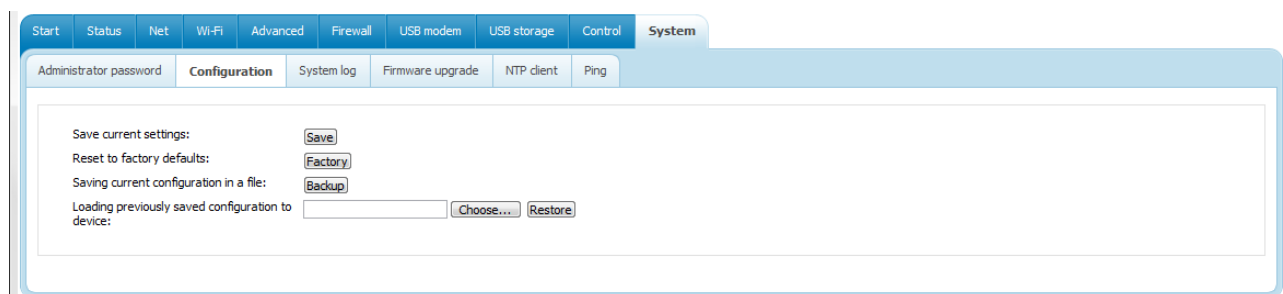 Start Status Net Wi-Fi Advanced Firewall USB modem USB storage Control System
Administrator password Configuration System log Firmware upgrade NTP client Ping
Save current settings: Save
Reset to factory defaults: Factory
Saving current configuration in a file: Backup
Loading previously saved configuration to Choose... Restore
device: